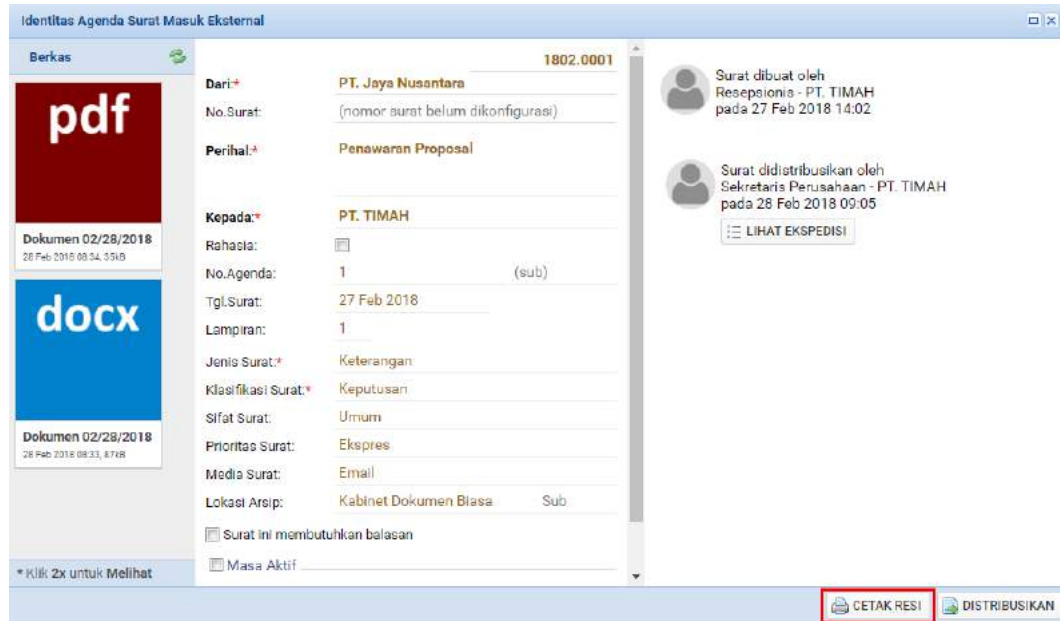 Identitas Agenda Surat Masuk Eksternal
Berkas
pdf
Dokumen 02/28/2018
28 Feb 2018 08:34, 35kB
docx
Dokumen 02/28/2018
28 Feb 2018 08:33, 87kB
* Klik 2x untuk Melihat
1802.0001
Dari:* PT. Jaya Nusantara
No.Surat: (nomor surat belum dikonfigurasi)
Perihal:* Penawaran Proposal
Kepada:* PT. TIMAH
Rahasia:
No.Agenda: 1 (sub)
Tgl.Surat: 27 Feb 2018
Lampiran: 1
Jenis Surat:* Keterangan
Klasifikasi Surat:* Keputusan
Sifat Surat: Umum
Prioritas Surat: Ekspres
Media Surat: Email
Lokasi Arsip: Kabinet Dokumen Biasa Sub
Surat ini membutuhkan balasan
Masa Aktif
Surat dibuat oleh
Resepsionis - PT. TIMAH
pada 27 Feb 2018 14:02
Surat didistribusikan oleh
Sekretaris Perusahaan - PT. TIMAH
pada 28 Feb 2018 09:05
LIHAT EKSPEDISI
CETAK RESI
DISTRIBUSIKAN